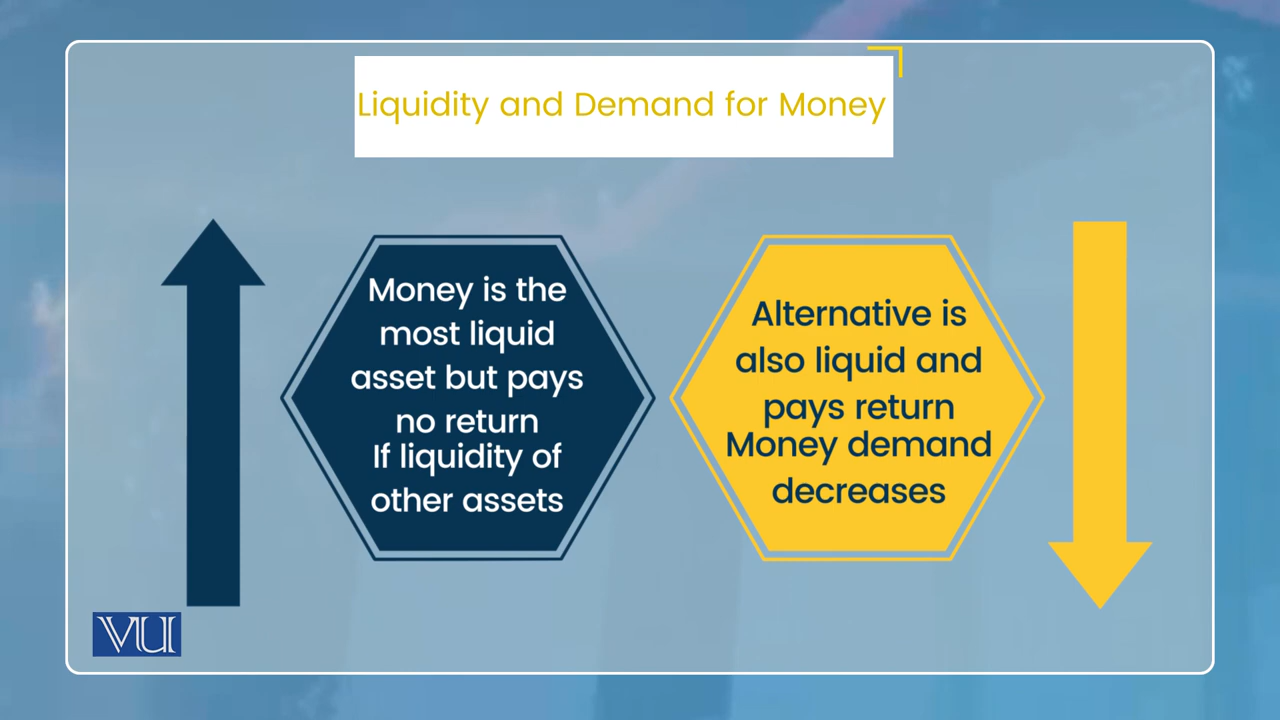 Liquidity and Demand for Money
Money is the
most liquid
asset but pays
no return
If liquidity of
other assets
Alternative is
also liquid and
pays return
Money demand
decreases
VU